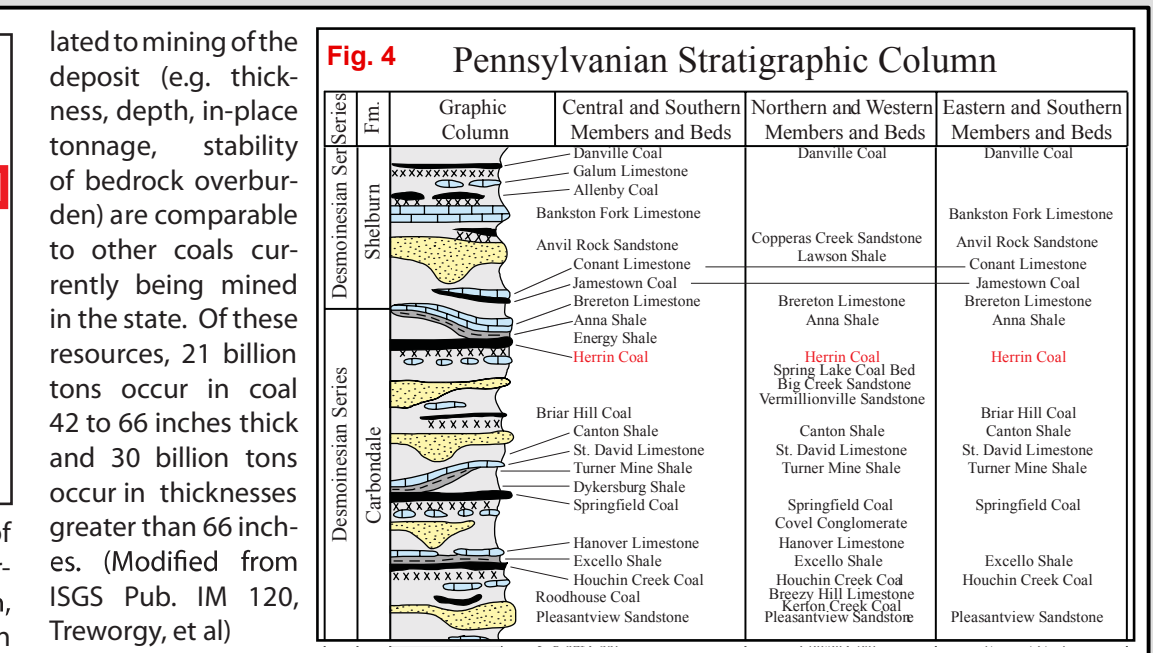 lated to mining of the
deposit (e.g. thick-
ness, depth, in-place
tonnage, stability
of bedrock overbur-
den) are comparable
to other coals cur-
rently being mined
in the state. Of these
resources, 21 billion
tons occur in coal
42 to 66 inches thick
and 30 billion tons
occur in thicknesses
greater than 66 inch-
es. (Modified from
ISGS Pub. IM 120,
Treworgy, et al)
Fig. 4
Pennsylvanian Stratigraphic Column
Series
Fm.
Graphic
Column
Central and Southern
Members and Beds
Northern and Western
Members and Beds
Eastern and Southern
Members and Beds
Desmoinesian Ser
Shelburn
Desmoinesian Series
Carbondale
Danville Coal
Galum Limestone
Allenby Coal
Bankston Fork Limestone
Anvil Rock Sandstone
Conant Limestone
Jamestown Coal
Brereton Limestone
Anna Shale
Energy Shale
Herrin Coal
Briar Hill Coal
Canton Shale
St. David Limestone
Turner Mine Shale
Dykersburg Shale
Springfield Coal
Hanover Limestone
Excello Shale
Houchin Creek Coal
Roodhouse Coal
Pleasantview Sandstone
Danville Coal
Copperas Creek Sandstone
Lawson Shale
Brereton Limestone
Anna Shale
Herrin Coal
Spring Lake Coal Bed
Big Creek Sandstone
Vermillionville Sandstone
Canton Shale
St. David Limestone
Turner Mine Shale
Springfield Coal
Covel Conglomerate
Hanover Limestone
Excello Shale
Houchin Creek Coal
Breezy Hill Limestone
Kerton Creek Coal
Pleasantview Sandstone
Danville Coal
Bankston Fork Limestone
Anvil Rock Sandstone
Conant Limestone
Jamestown Coal
Brereton Limestone
Anna Shale
Herrin Coal
Briar Hill Coal
Canton Shale
St. David Limestone
Turner Mine Shale
Springfield Coal
Excello Shale
Houchin Creek Coal
Pleasantview Sandstone